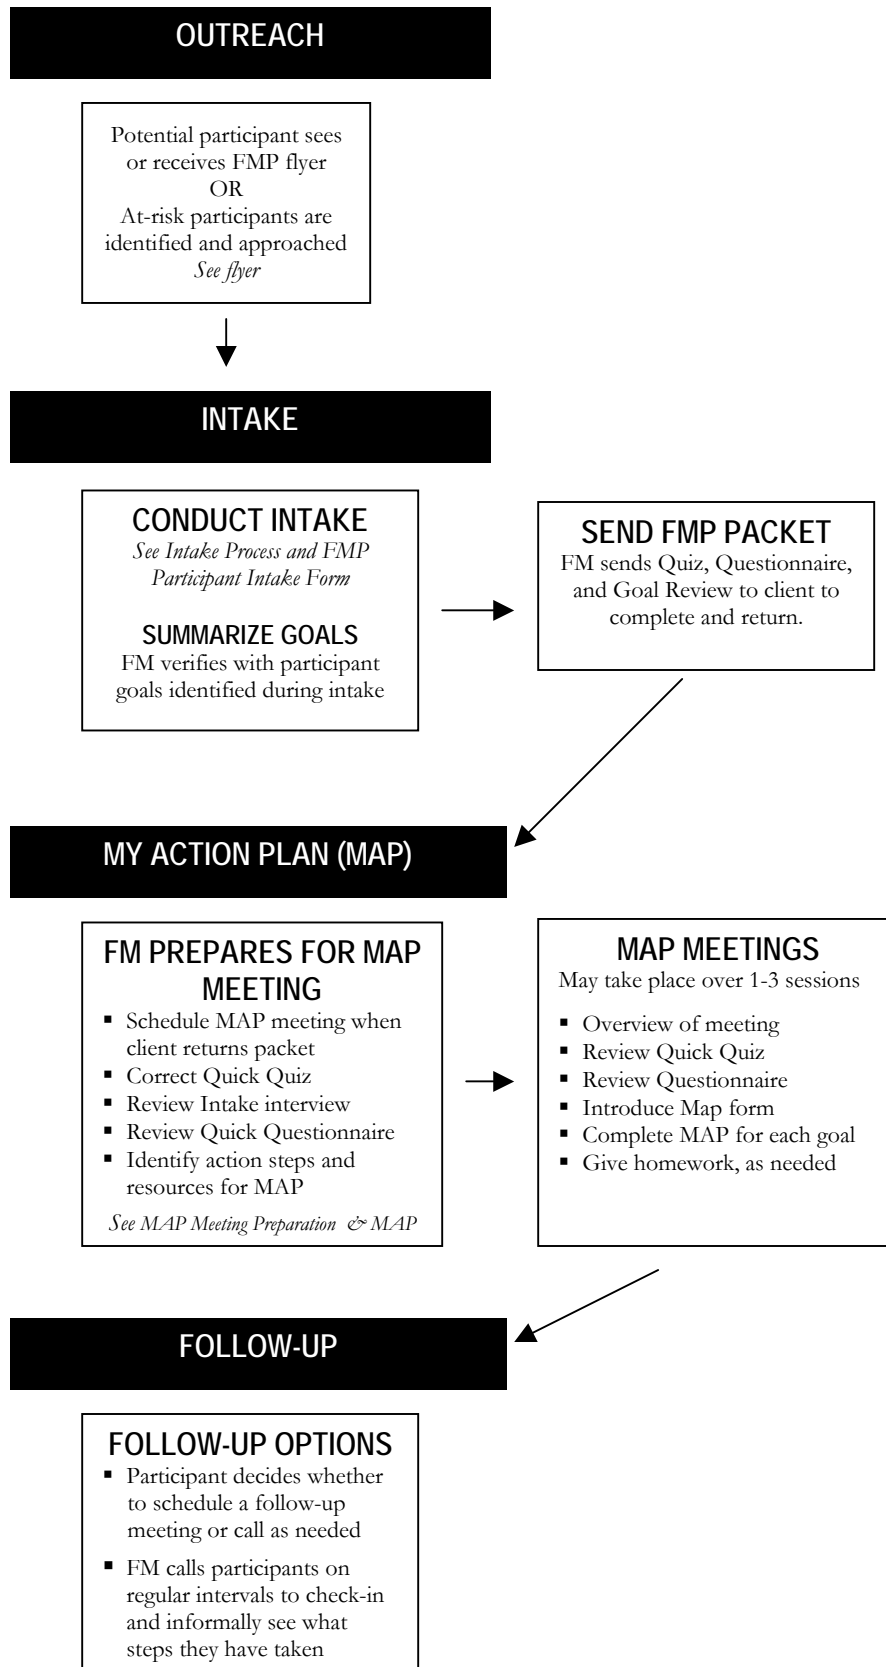 OUTREACH
Potential participant sees
or receives FMP flyer
OR
At-risk participants are
identified and approached
See flyer
INTAKE
CONDUCT INTAKE
See Intake Process and FMP
Participant Intake Form
SUMMARIZE GOALS
FM verifies with participant
goals identified during intake
SEND FMP PACKET
FM sends Quiz, Questionnaire,
and Goal Review to client to
complete and return.
MY ACTION PLAN (MAP)
FM PREPARES FOR MAP
MEETING
▪ Schedule MAP meeting when
client returns packet
▪ Correct Quick Quiz
▪ Review Intake interview
▪ Review Quick Questionnaire
▪ Identify action steps and
resources for MAP
See MAP Meeting Preparation & MAP
MAP MEETINGS
May take place over 1-3 sessions
▪ Overview of meeting
▪ Review Quick Quiz
▪ Review Questionnaire
▪ Introduce Map form
▪ Complete MAP for each goal
▪ Give homework, as needed
FOLLOW-UP
FOLLOW-UP OPTIONS
▪ Participant decides whether
to schedule a follow-up
meeting or call as needed
▪ FM calls participants on
regular intervals to check-in
and informally see what
steps they have taken